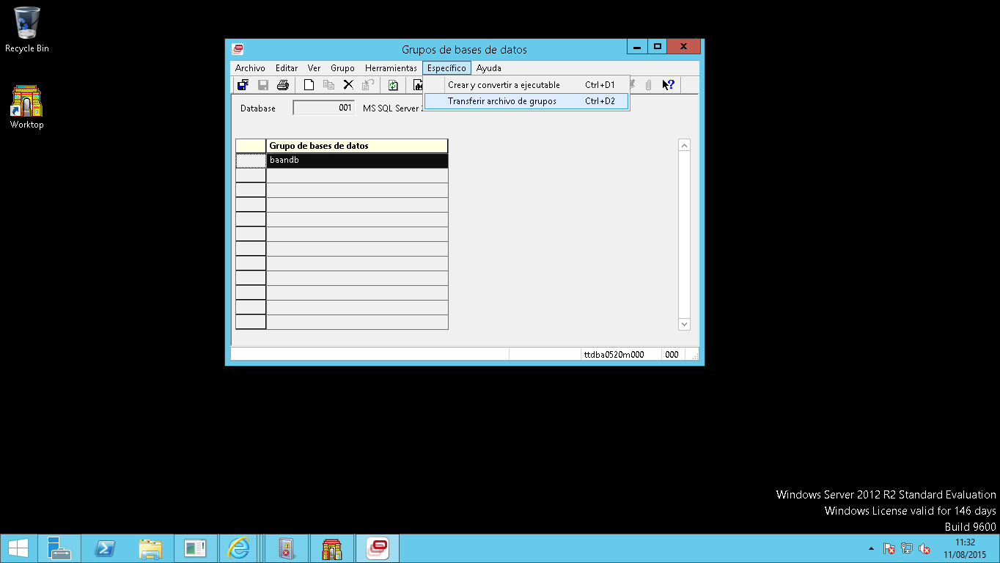 Recycle Bin
Worktop
Grupos de bases de datos
Archivo Editar Ver Grupo Herramientas Específico Ayuda
Crear y convertir a ejecutable Ctrl+D1
Transferir archivo de grupos Ctrl+D2
Database 001 MS SQL Server
Grupo de bases de datos
baandb
ttdba0520m000 000
Windows Server 2012 R2 Standard Evaluation
Windows License valid for 146 days
Build 9600
11:32
11/08/2015